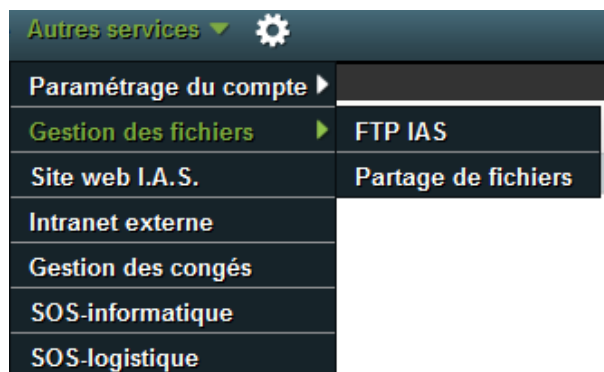 Autres services
Paramétrage du compte
Gestion des fichiers
FTP IAS
Site web I.A.S.
Partage de fichiers
Intranet externe
Gestion des congés
SOS-informatique
SOS-logistique